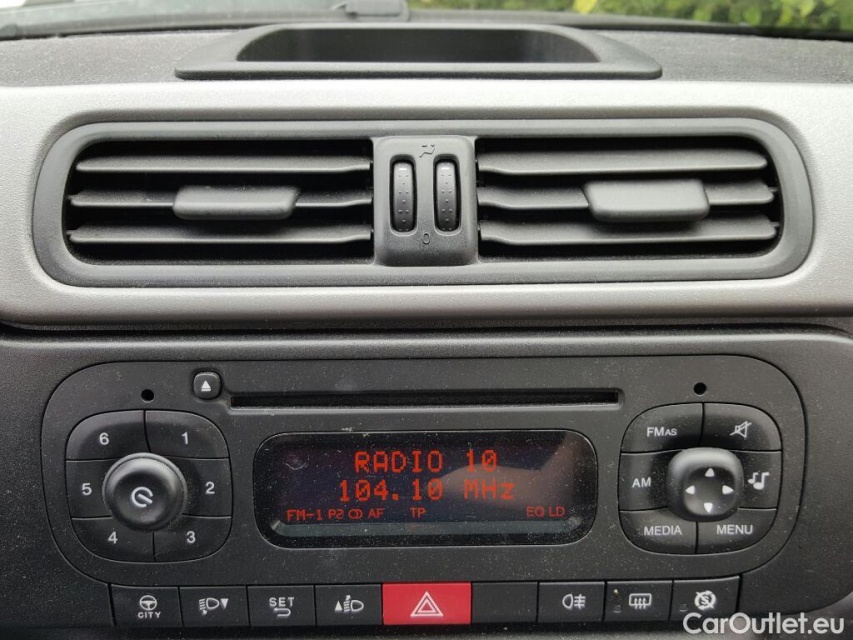 6 1
5 2
4 3
RADIO 10
104.10 MHz
FM-1 P2 AF TP EQ LD
FMAS
AM
MEDIA MENU
CITY
SET
CarOutlet.eu